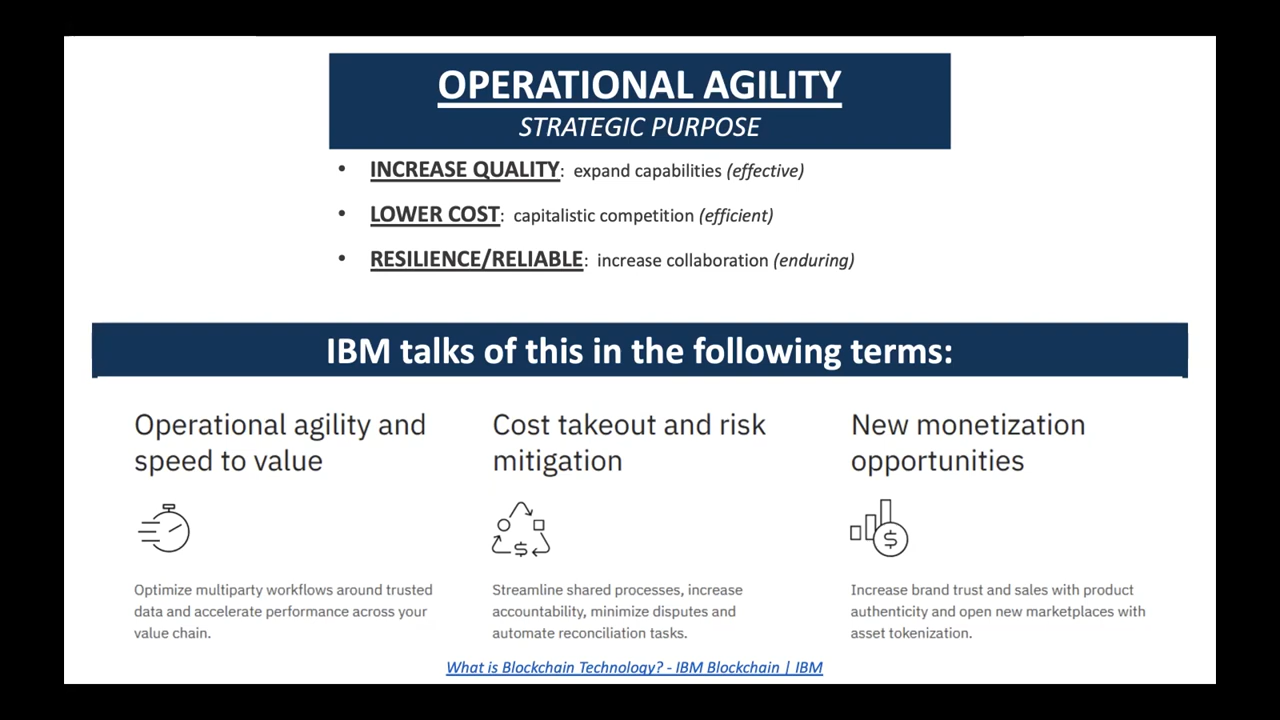 OPERATIONAL AGILITY
STRATEGIC PURPOSE
• INCREASE QUALITY: expand capabilities (effective)
• LOWER COST: capitalistic competition (efficient)
• RESILIENCE/RELIABLE: increase collaboration (enduring)
IBM talks of this in the following terms:
Operational agility and
speed to value
Optimize multiparty workflows around trusted
data and accelerate performance across your
value chain.
Cost takeout and risk
mitigation
$
Streamline shared processes, increase
accountability, minimize disputes and
automate reconciliation tasks.
New monetization
opportunities
$
Increase brand trust and sales with product
authenticity and open new marketplaces with
asset tokenization.
What is Blockchain Technology? - IBM Blockchain | IBM